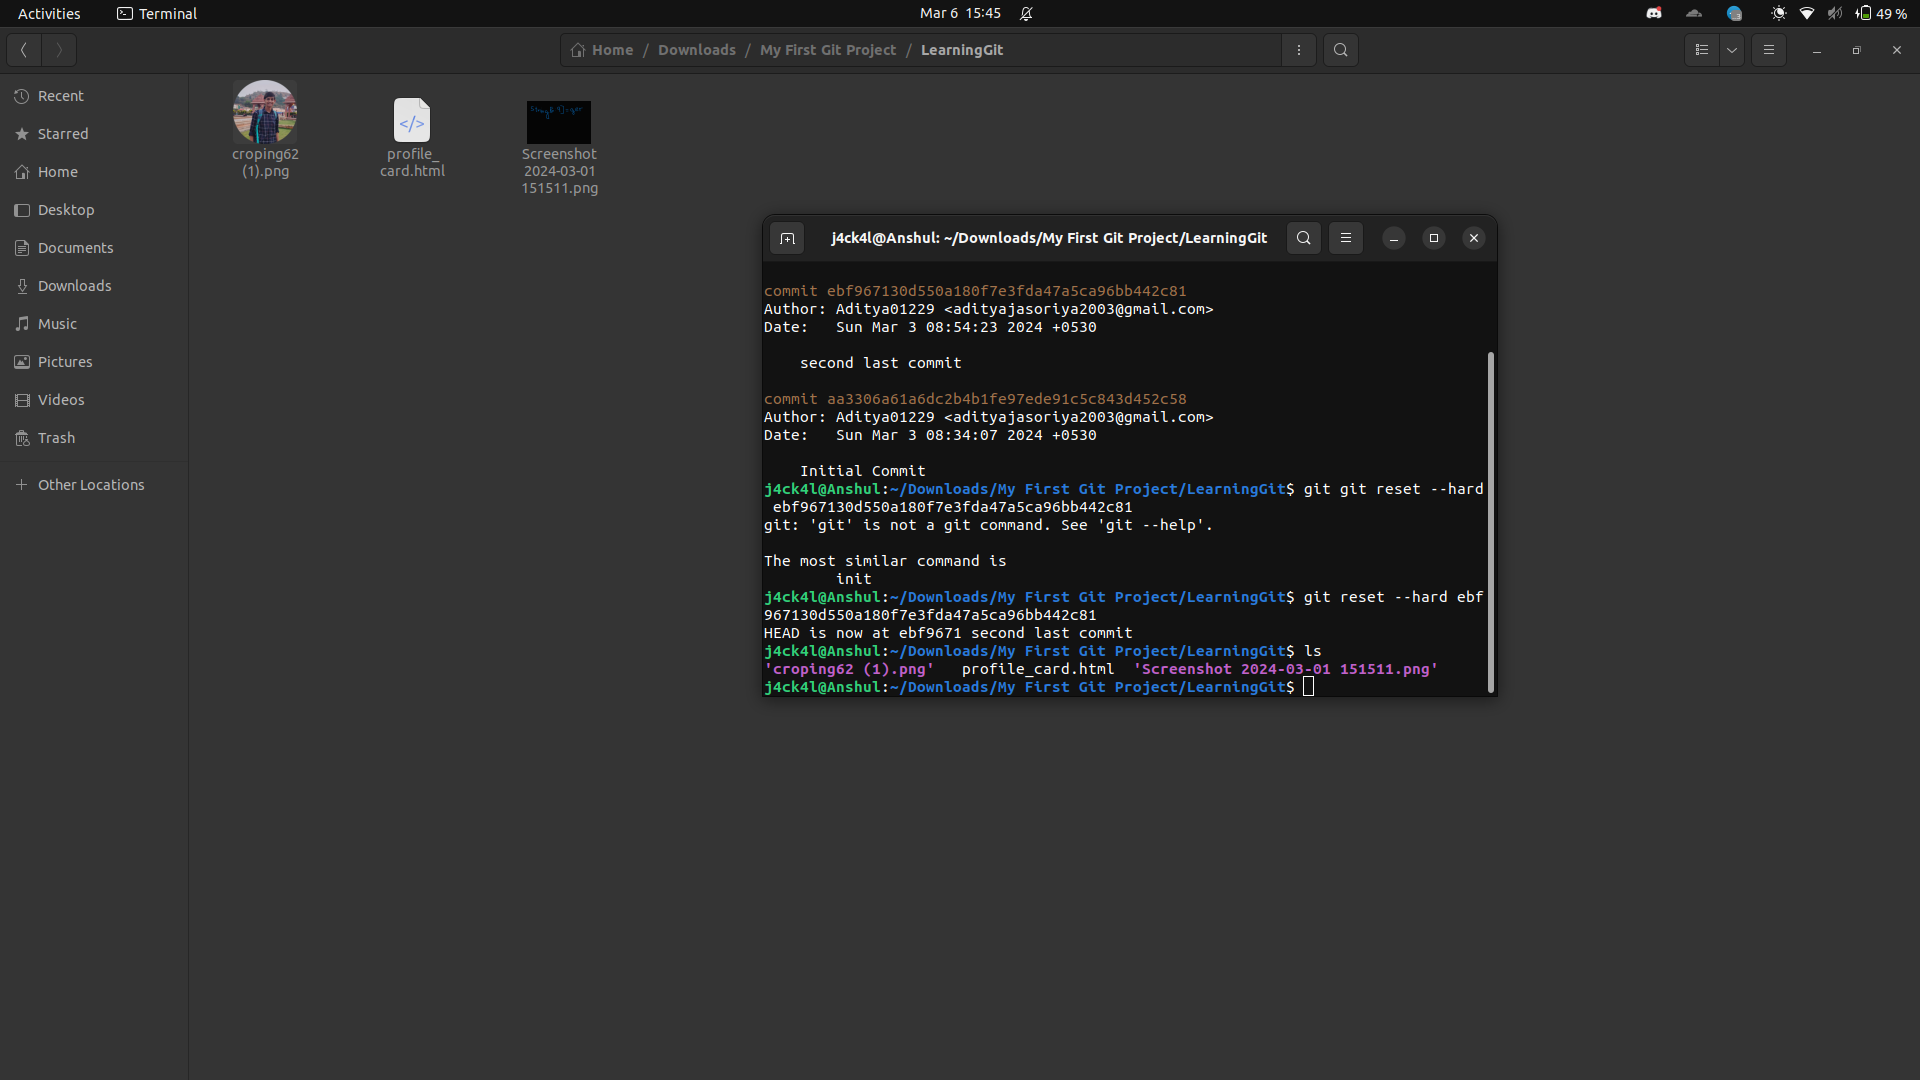 Activities
Terminal
Mar 6 15:45
49 %
Home / Downloads / My First Git Project / LearningGit
Recent
Starred
Home
Desktop
Documents
Downloads
Music
Pictures
Videos
Trash
Other Locations
croping62
(1).png
profile_
card.html
Screenshot
2024-03-01
151511.png
j4ck4l@Anshul: ~/Downloads/My First Git Project/LearningGit
commit ebf967130d550a180f7e3fda47a5ca96bb442c81
Author: Aditya01229 <adityajasoriya2003@gmail.com>
Date:   Sun Mar 3 08:54:23 2024 +0530
second last commit
commit aa3306a61a6dc2b4b1fe97ede91c5c843d452c58
Author: Aditya01229 <adityajasoriya2003@gmail.com>
Date:   Sun Mar 3 08:34:07 2024 +0530
Initial Commit
j4ck4l@Anshul:~/Downloads/My First Git Project/LearningGit$ git git reset --hard
ebf967130d550a180f7e3fda47a5ca96bb442c81
git: 'git' is not a git command. See 'git --help'.
The most similar command is
init
j4ck4l@Anshul:~/Downloads/My First Git Project/LearningGit$ git reset --hard ebf
967130d550a180f7e3fda47a5ca96bb442c81
HEAD is now at ebf9671 second last commit
j4ck4l@Anshul:~/Downloads/My First Git Project/LearningGit$ ls
'croping62 (1).png'   profile_card.html  'Screenshot 2024-03-01 151511.png'
j4ck4l@Anshul:~/Downloads/My First Git Project/LearningGit$